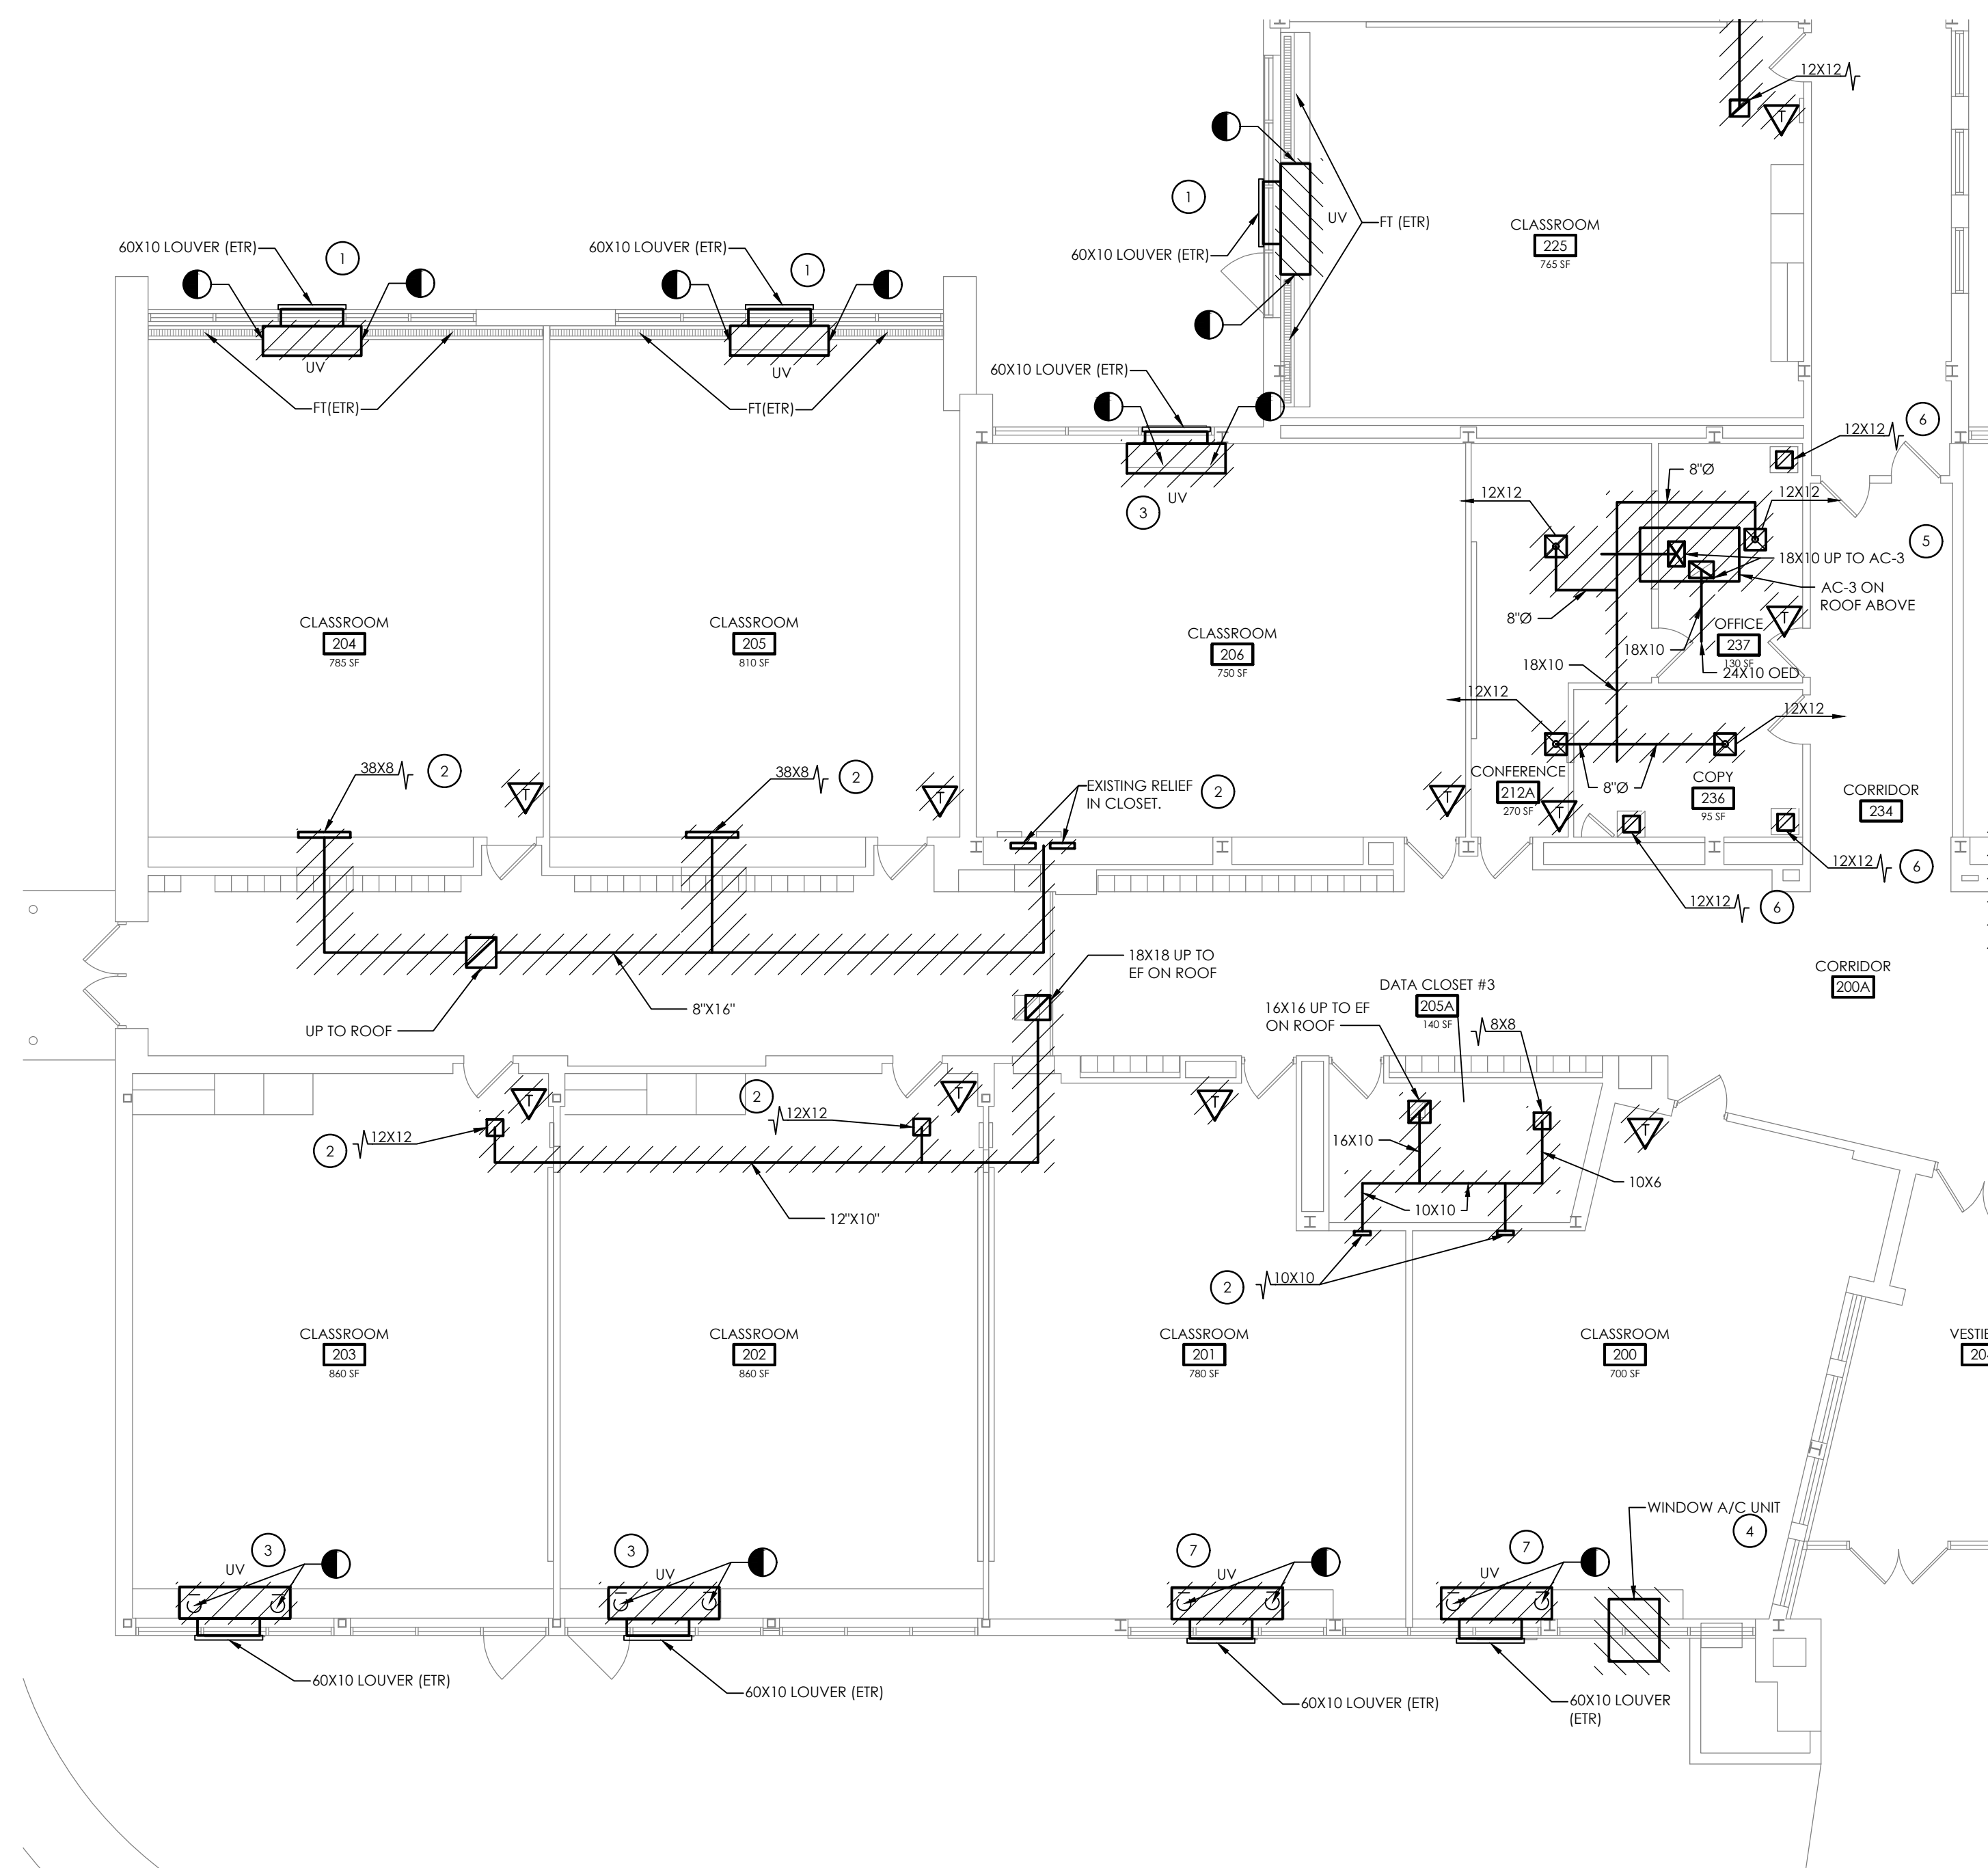 12X12
T
1
60X10 LOUVER (ETR)
UV
FT (ETR)
CLASSROOM
225
765 SF
60X10 LOUVER (ETR)
1
60X10 LOUVER (ETR)
1
UV
FT(ETR)
UV
FT(ETR)
60X10 LOUVER (ETR)
UV
3
6
12X12
8"Ø
12X12
12X12
5
18X10 UP TO AC-3
AC-3 ON
ROOF ABOVE
8"Ø
T
OFFICE
237
130 SF
18X10
18X10
24X10 OED
CLASSROOM
204
785 SF
CLASSROOM
205
810 SF
CLASSROOM
206
750 SF
12X12
12X12
38X8
2
T
38X8
2
T
EXISTING RELIEF
IN CLOSET.
2
T
CONFERENCE
212A
270 SF
T
8"Ø
COPY
236
95 SF
CORRIDOR
234
12X12
6
12X12
6
18X18 UP TO
EF ON ROOF
8"X16"
UP TO ROOF
CORRIDOR
200A
DATA CLOSET #3
205A
140 SF
16X16 UP TO EF
ON ROOF
8X8
2
12X12
T
2
12X12
T
T
T
16X10
10X6
10X10
12"X10"
2
10X10
CLASSROOM
203
860 SF
CLASSROOM
202
860 SF
CLASSROOM
201
780 SF
CLASSROOM
200
700 SF
VESTIB
20
WINDOW A/C UNIT
4
3
UV
3
UV
7
UV
7
UV
60X10 LOUVER (ETR)
60X10 LOUVER (ETR)
60X10 LOUVER (ETR)
60X10 LOUVER
(ETR)